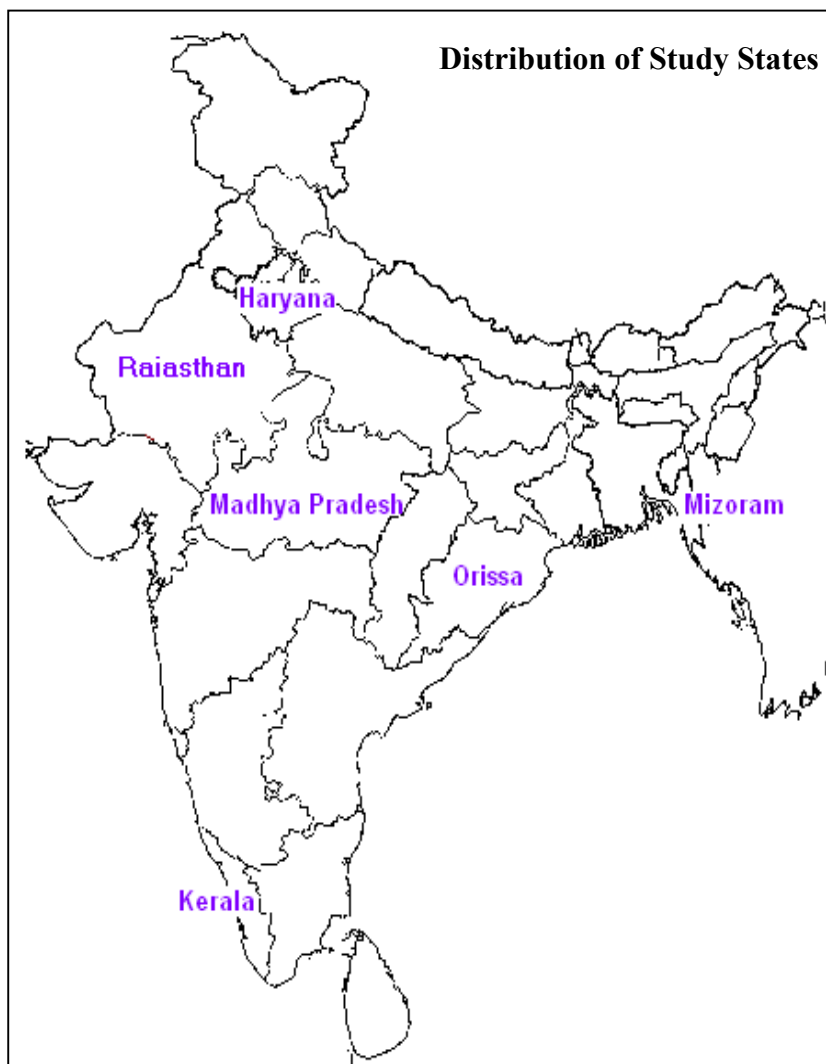 Distribution of Study States
Haryana
Raiasthan
Madhya Pradesh
Mizoram
Orissa
Kerala